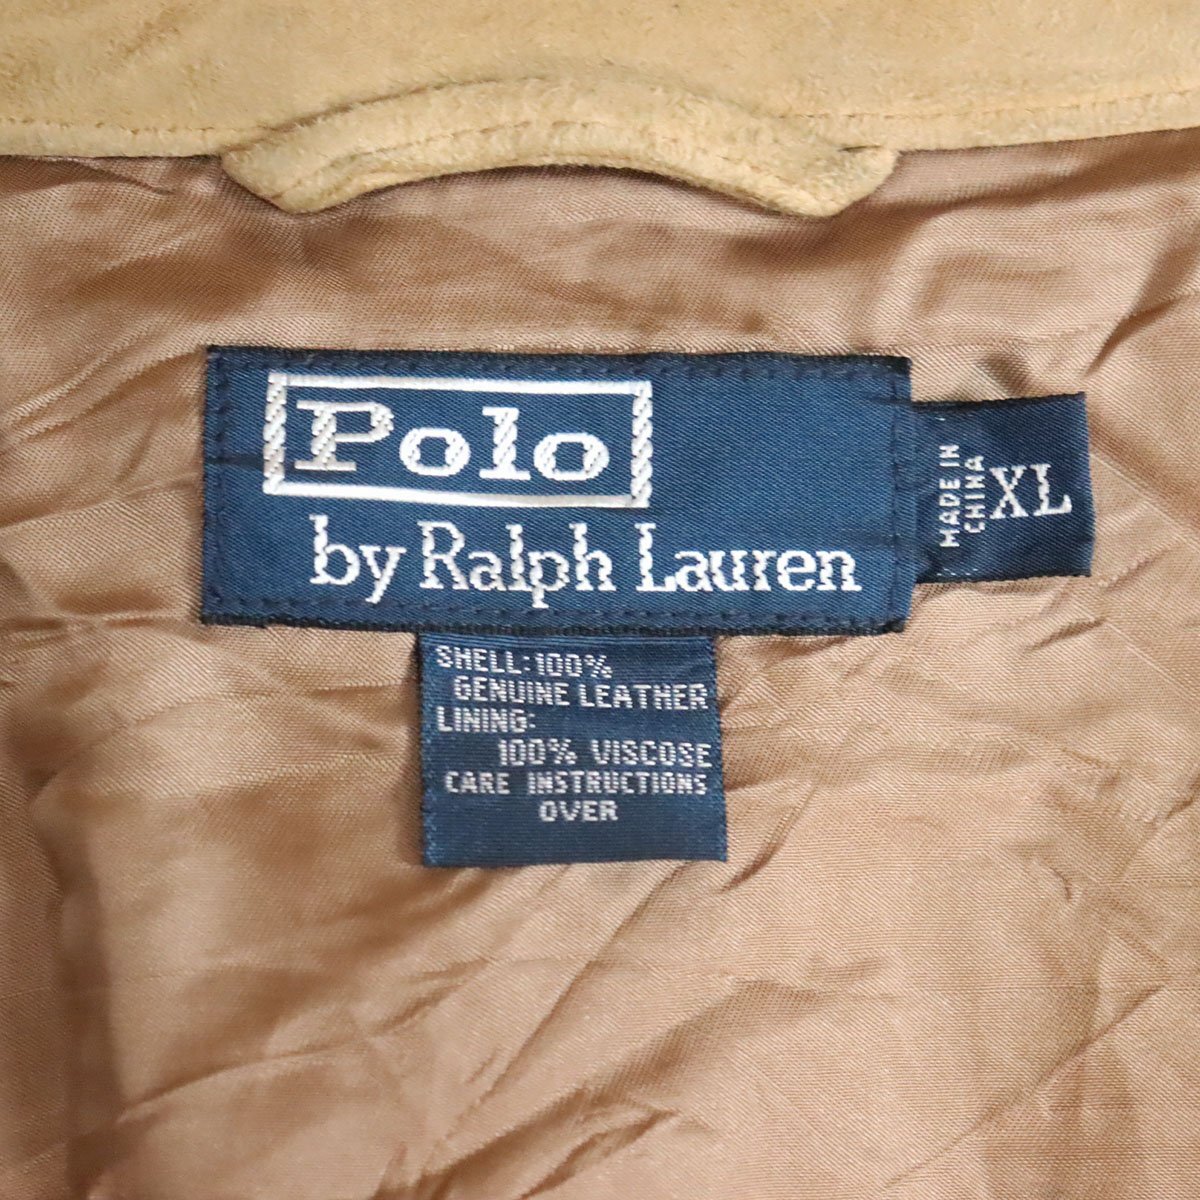 Polo
by Ralph Lauren
MADE IN
CHINA
XL
SHELL: 100%
GENUINE LEATHER
LINING:
100% VISCOSE
CARE INSTRUCTIONS
OVER